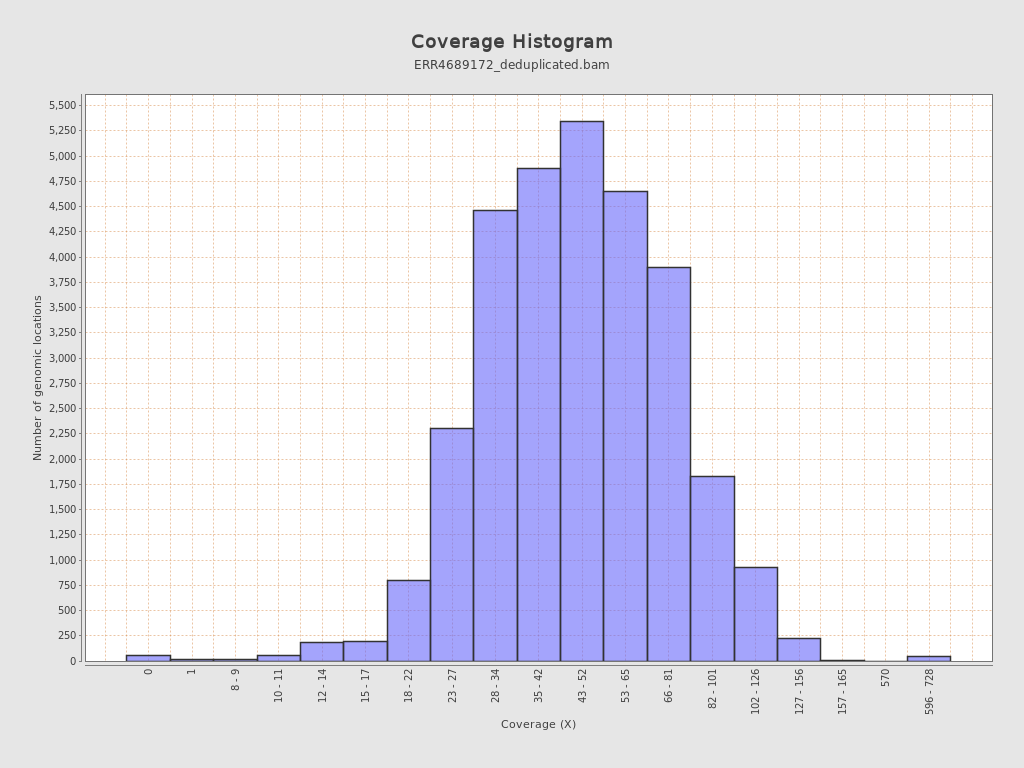 Coverage Histogram
ERR4689172_deduplicated.bam
Number of genomic locations
5,500
5,250
5,000
4,750
4,500
4,250
4,000
3,750
3,500
3,250
3,000
2,750
2,500
2,250
2,000
1,750
1,500
1,250
1,000
750
500
250
0
0
1
8 - 9
10 - 11
12 - 14
15 - 17
18 - 22
23 - 27
28 - 34
35 - 42
43 - 52
53 - 65
66 - 81
82 - 101
102 - 126
127 - 156
157 - 165
570
596 - 728
Coverage (X)